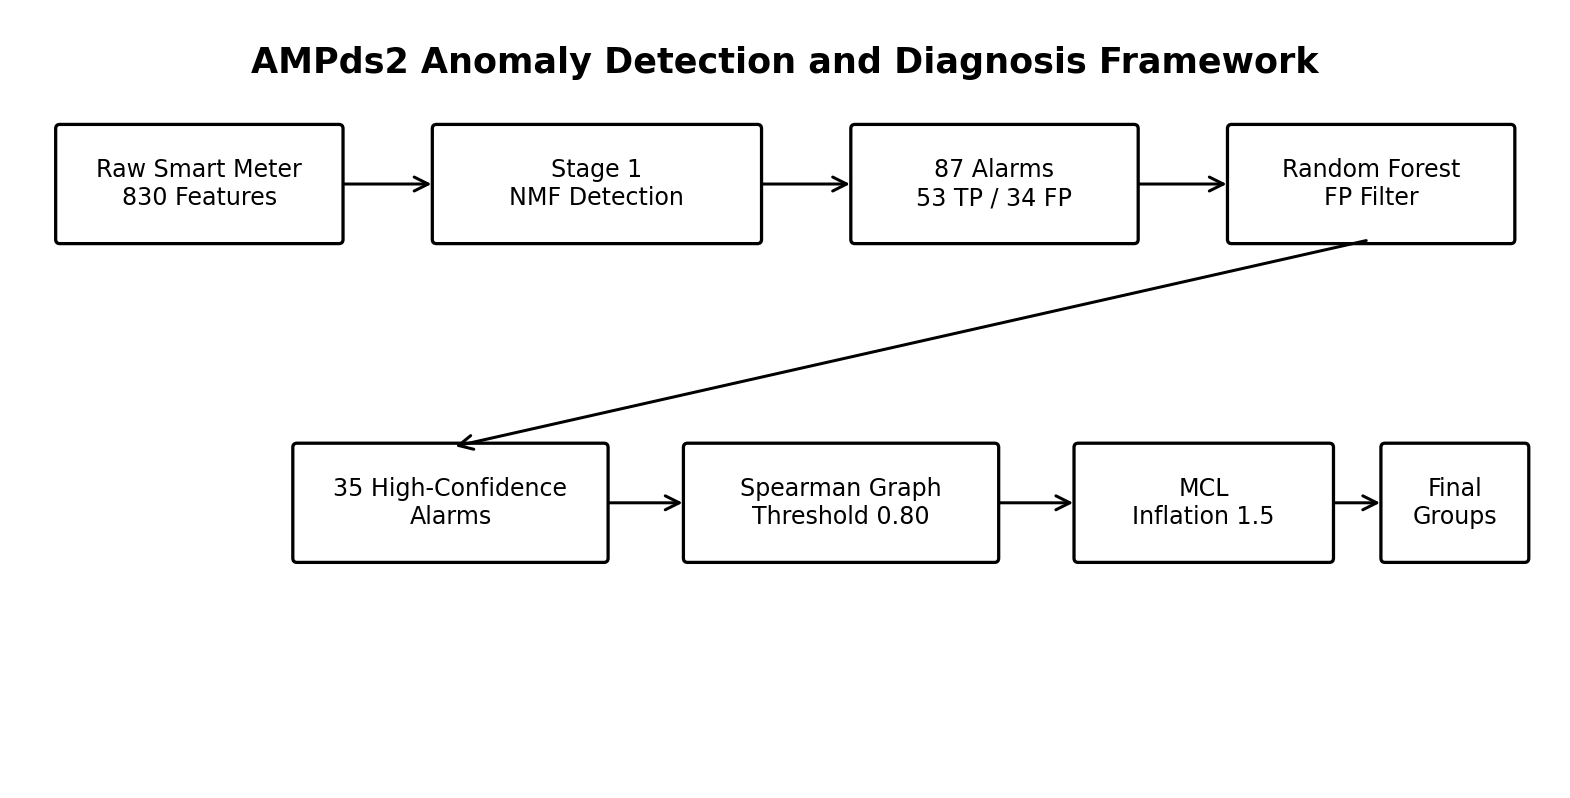 AMPds2 Anomaly Detection and Diagnosis Framework
Raw Smart Meter
830 Features
Stage 1
NMF Detection
87 Alarms
53 TP / 34 FP
Random Forest
FP Filter
35 High-Confidence
Alarms
Spearman Graph
Threshold 0.80
MCL
Inflation 1.5
Final
Groups